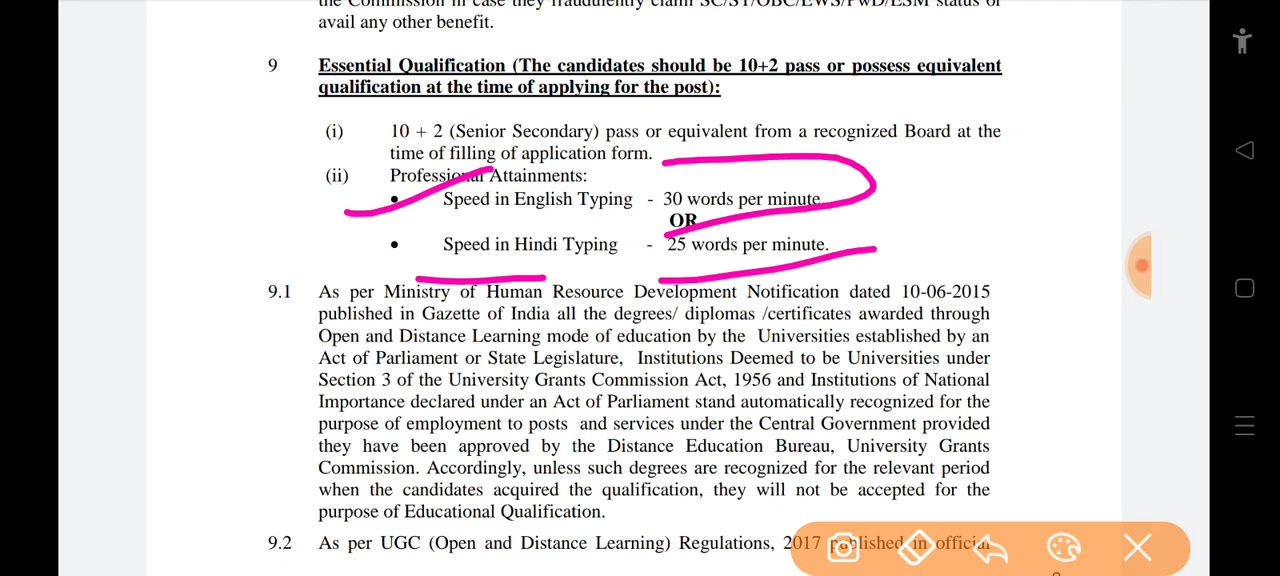 avail any other benefit.
9 Essential Qualification (The candidates should be 10+2 pass or possess equivalent
qualification at the time of applying for the post):
(i) 10 + 2 (Senior Secondary) pass or equivalent from a recognized Board at the
time of filling of application form.
(ii) Professional Attainments:
• Speed in English Typing - 30 words per minute
OR
• Speed in Hindi Typing - 25 words per minute.
9.1 As per Ministry of Human Resource Development Notification dated 10-06-2015
published in Gazette of India all the degrees/ diplomas /certificates awarded through
Open and Distance Learning mode of education by the Universities established by an
Act of Parliament or State Legislature, Institutions Deemed to be Universities under
Section 3 of the University Grants Commission Act, 1956 and Institutions of National
Importance declared under an Act of Parliament stand automatically recognized for the
purpose of employment to posts and services under the Central Government provided
they have been approved by the Distance Education Bureau, University Grants
Commission. Accordingly, unless such degrees are recognized for the relevant period
when the candidates acquired the qualification, they will not be accepted for the
purpose of Educational Qualification.
9.2 As per UGC (Open and Distance Learning) Regulations, 2017 published in official